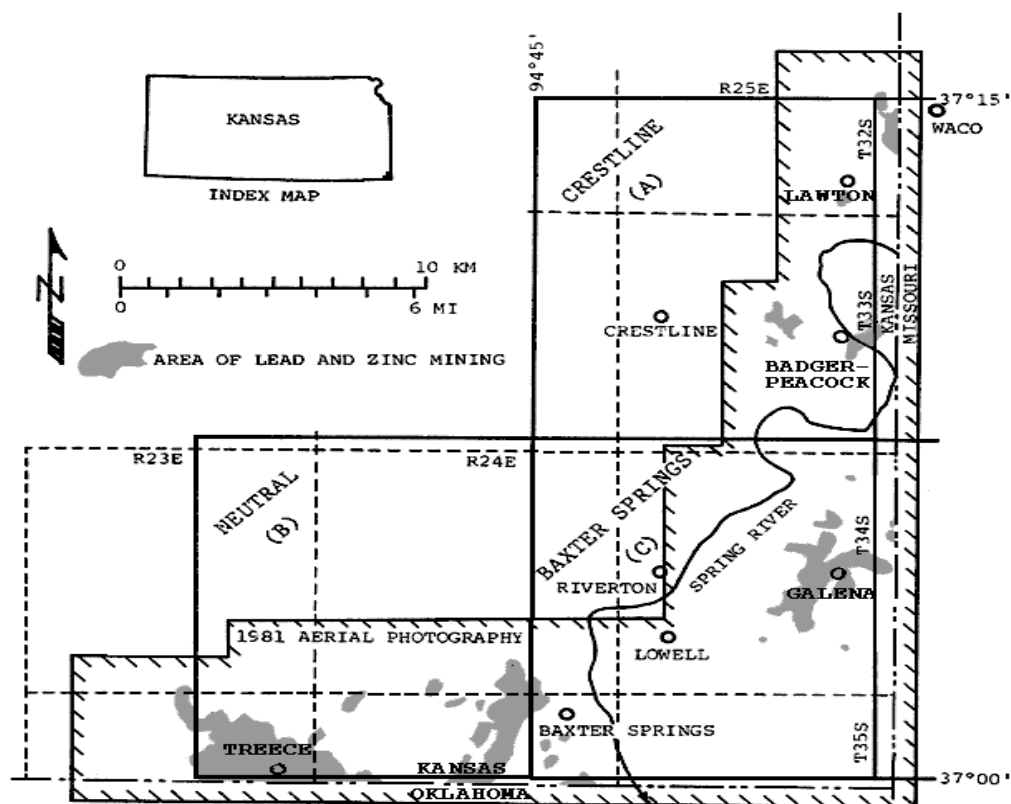 94°45'
R25E
37°15'
WACO
KANSAS
INDEX MAP
CRESTLINE
(A)
T32S
LAWTON
0
10 KM
0
6 MI
N
KANSAS
MISSOURI
T33S
CRESTLINE
AREA OF LEAD AND ZINC MINING
BADGER-
PEACOCK
R23E
R24E
NEUTRAL
(B)
BAXTER SPRINGS
(C)
SPRING RIVER
T34S
RIVERTON
GALENA
1981 AERIAL PHOTOGRAPHY
LOWELL
BAXTER SPRINGS
T35S
TREECE
KANSAS
OKLAHOMA
37°00'